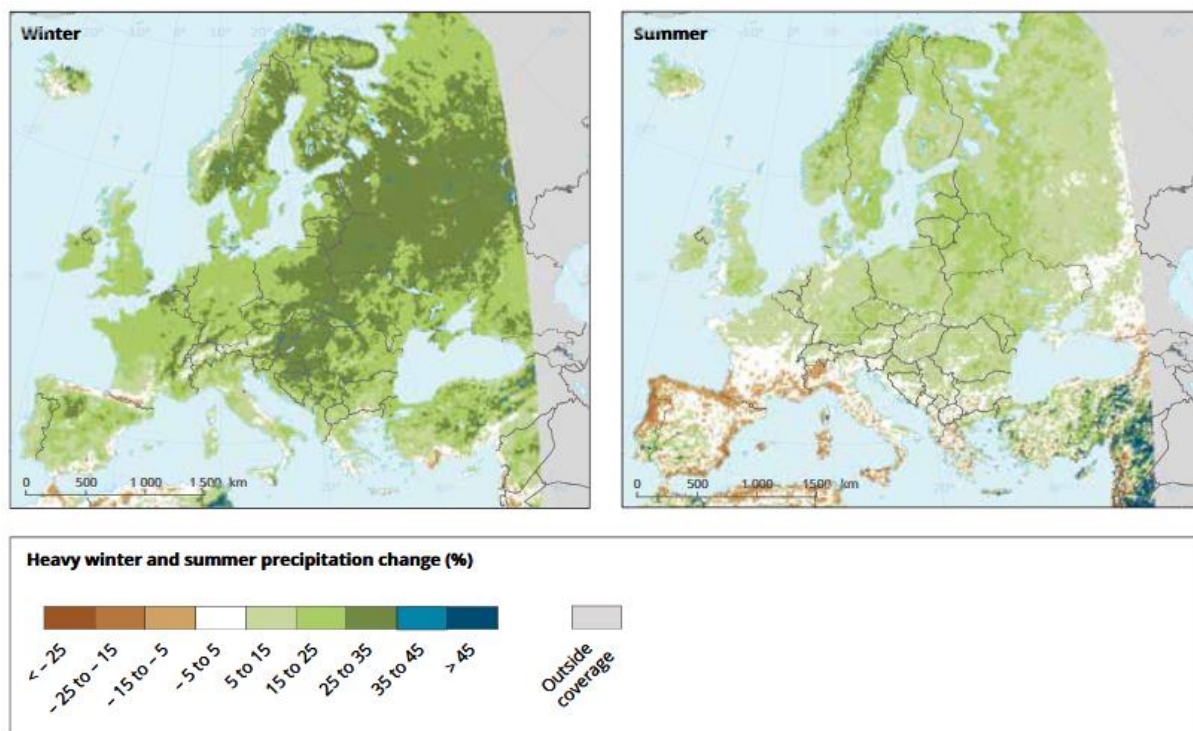 Winter
Summer
0 500 1 000 1 500 km
0 500 1 000 1500 km
Heavy winter and summer precipitation change (%)
< – 25
– 25 to – 15
– 15 to – 5
– 5 to 5
5 to 15
15 to 25
25 to 35
35 to 45
> 45
Outside
coverage